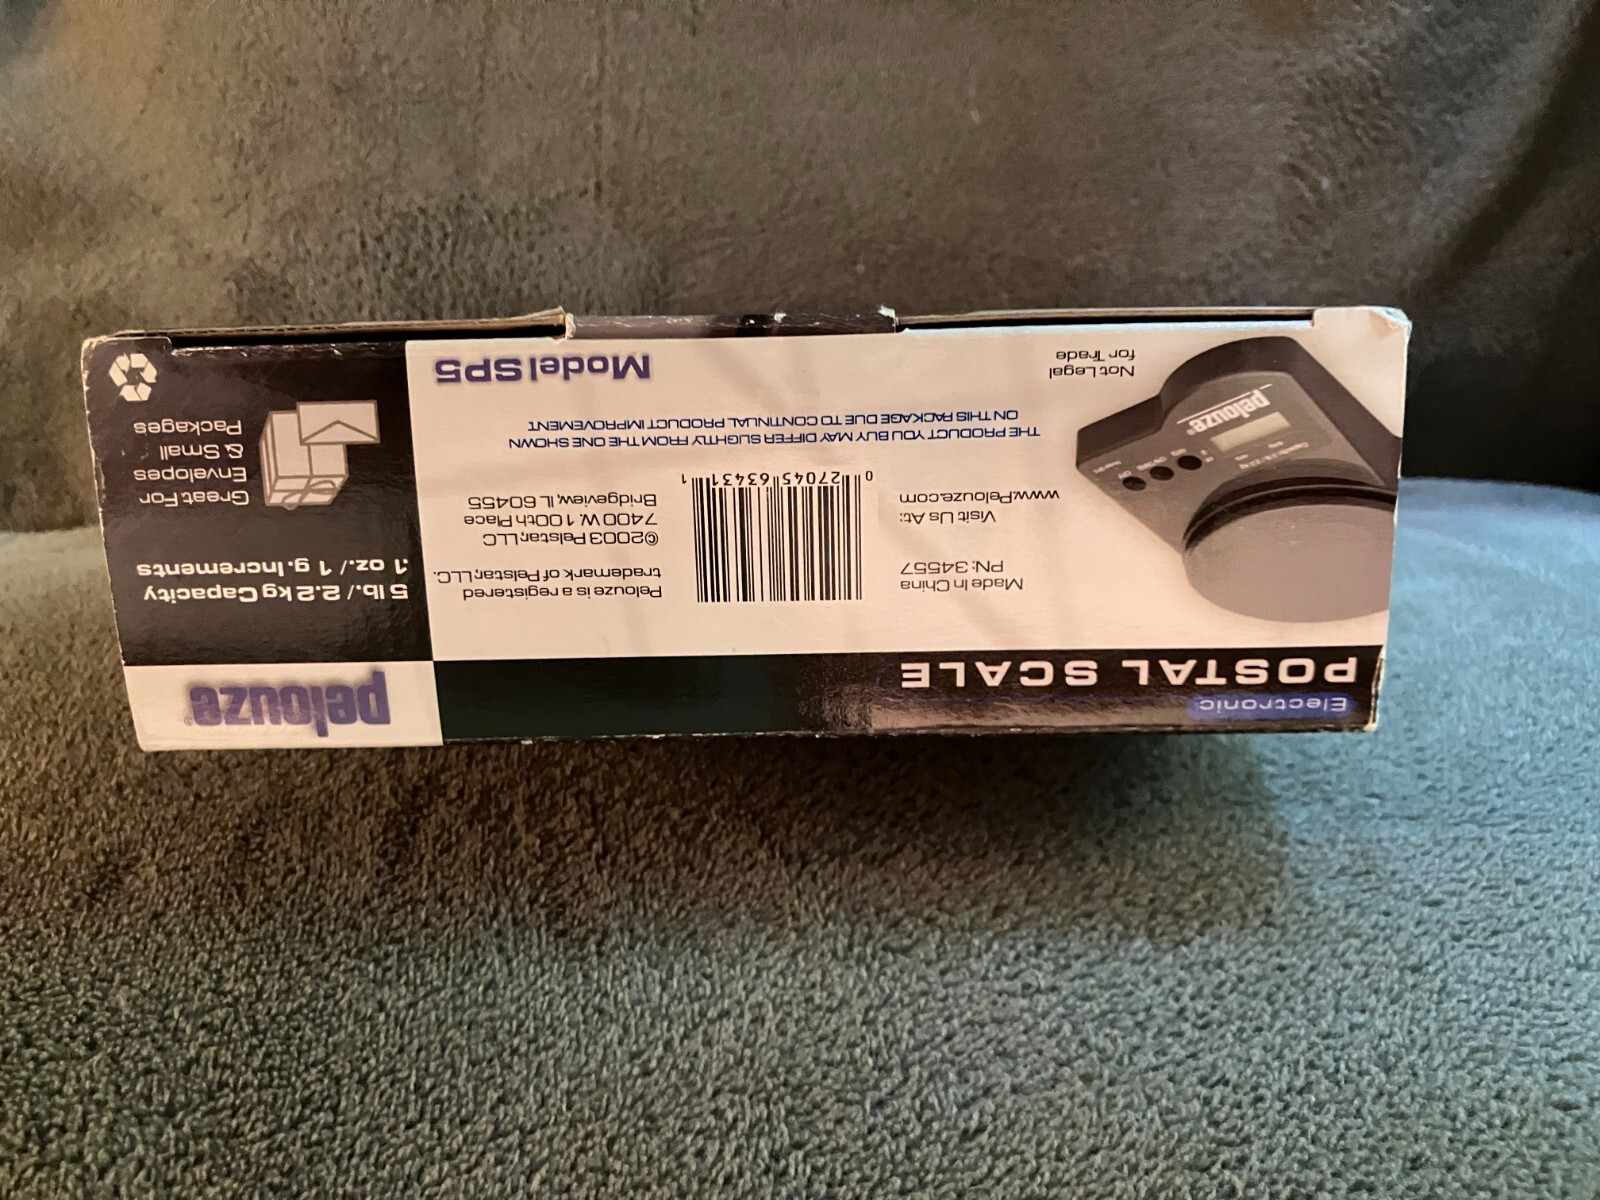 Electronic
POSTAL SCALE
Made In China
PN: 34557
Visit Us At:
www.Pelouze.com
Not Legal
for Trade
pelouze®
0 27045 63431 1
THE PRODUCT YOU BUY MAY DIFFER SLIGHTLY FROM THE ONE SHOWN
ON THIS PACKAGE DUE TO CONTINUAL PRODUCT IMPROVEMENT.
Pelouze is a registered
trademark of Pelstar, LLC.
©2003 Pelstar, LLC
7400 W. 100th Place
Bridgeview, IL 60455
Model SP5
pelouze®
5 lb. / 2.2 kg Capacity
.1 oz. / 1 g. Increments
Great For
Envelopes
& Small
Packages